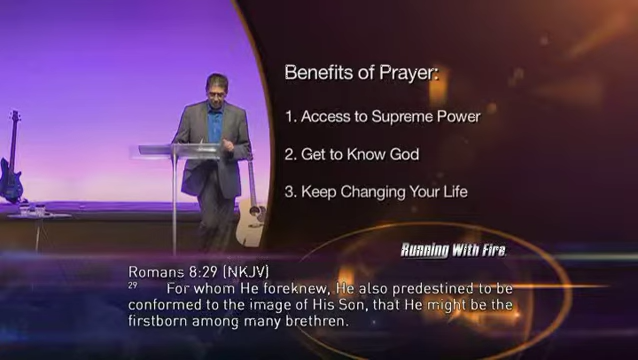 Benefits of Prayer:
1. Access to Supreme Power
2. Get to Know God
3. Keep Changing Your Life
Running With Fire
Romans 8:29 (NKJV)
29 For whom He foreknew, He also predestined to be
conformed to the image of His Son, that He might be the
firstborn among many brethren.